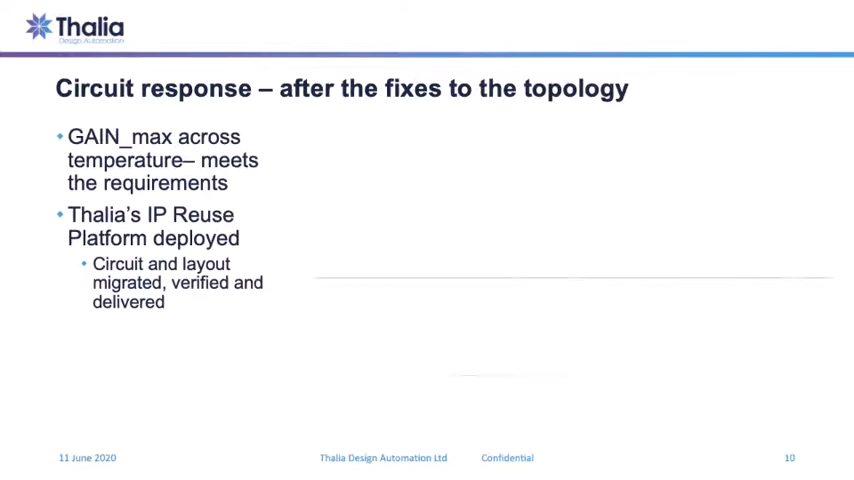 Thalia
Design Automation
Circuit response – after the fixes to the topology
• GAIN_max across
temperature– meets
the requirements
• Thalia’s IP Reuse
Platform deployed
• Circuit and layout
migrated, verified and
delivered
11 June 2020
Thalia Design Automation Ltd
Confidential
10